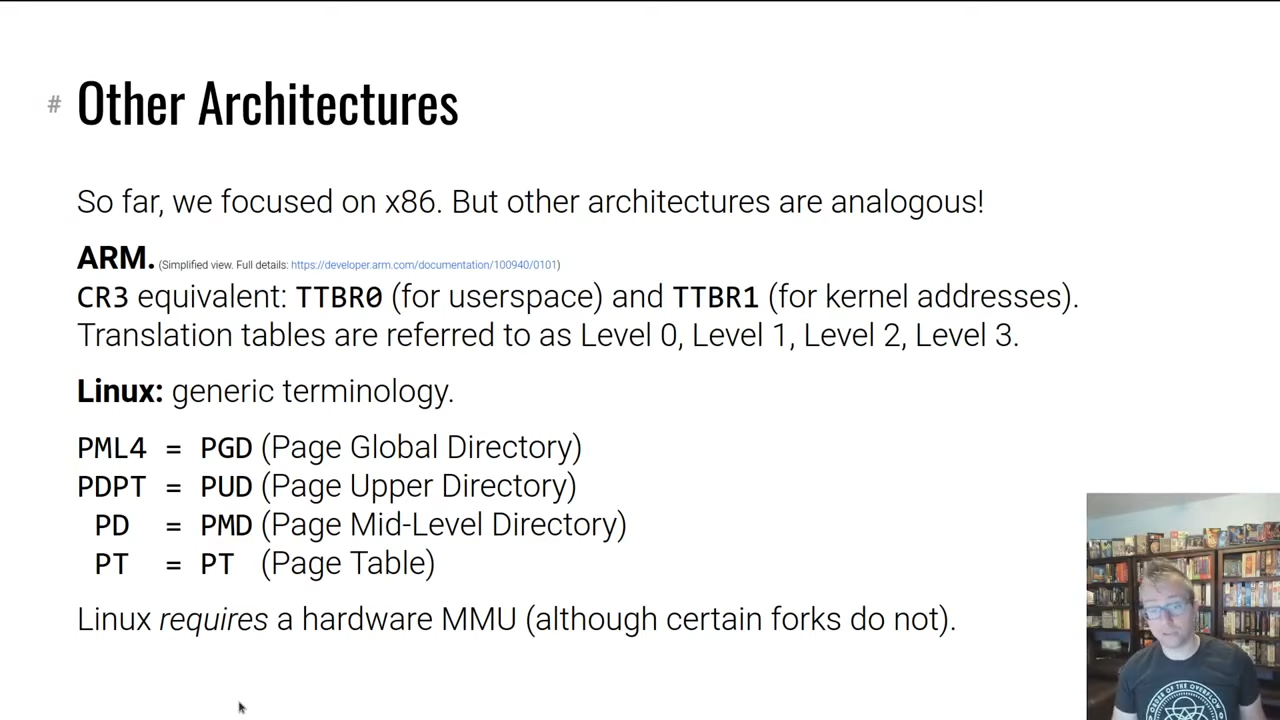 # Other Architectures
So far, we focused on x86. But other architectures are analogous!
ARM. (Simplified view. Full details: https://developer.arm.com/documentation/100940/0101)
CR3 equivalent: TTBR0 (for userspace) and TTBR1 (for kernel addresses).
Translation tables are referred to as Level 0, Level 1, Level 2, Level 3.
Linux: generic terminology.
PML4 = PGD (Page Global Directory)
PDPT = PUD (Page Upper Directory)
PD = PMD (Page Mid-Level Directory)
PT = PT (Page Table)
Linux requires a hardware MMU (although certain forks do not).
ORDER OF THE OVERFLOW